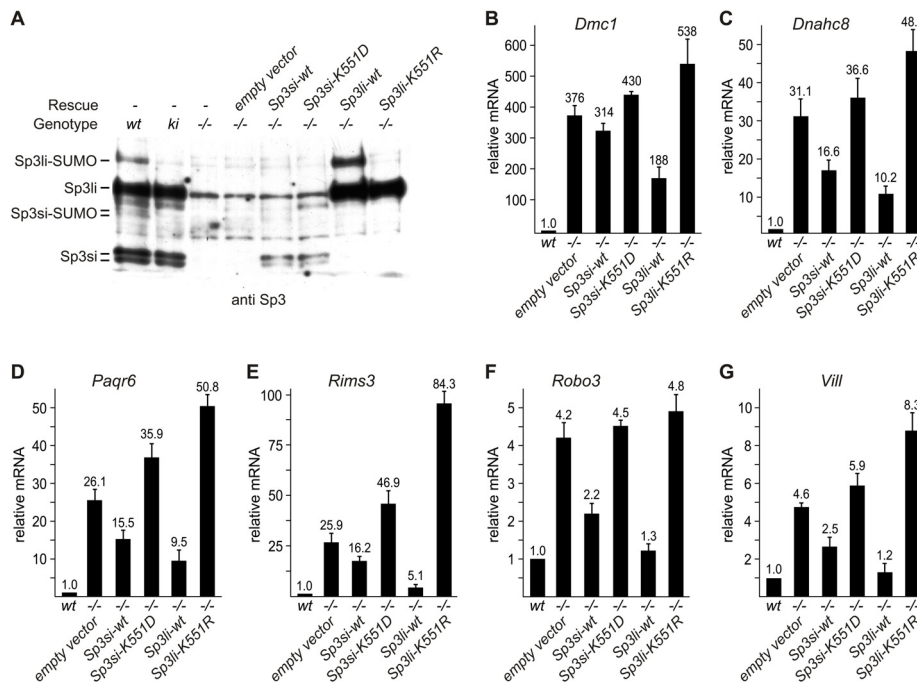 A
Rescue - - - empty vector Sp3si-wt Sp3si-K551D Sp3li-wt Sp3li-K551R
Genotype wt ki -/- -/- -/- -/- -/- -/-
Sp3li-SUMO
Sp3li
Sp3si-SUMO
Sp3si
anti Sp3
B
Dmc1
relative mRNA
600
500
400
300
200
100
1.0 376 314 430 188 538
wt -/- -/- -/- -/- -/-
empty vector Sp3si-wt Sp3si-K551D Sp3li-wt Sp3li-K551R
C
Dnahc8
relative mRNA
50
40
30
20
10
1.0 31.1 16.6 36.6 10.2 48.
wt -/- -/- -/- -/- -/-
empty vector Sp3si-wt Sp3si-K551D Sp3li-wt Sp3li-K551R
D
Paqr6
relative mRNA
50
40
30
20
10
1.0 26.1 15.5 35.9 9.5 50.8
wt -/- -/- -/- -/- -/-
empty vector Sp3si-wt Sp3si-K551D Sp3li-wt Sp3li-K551R
E
Rims3
relative mRNA
100
75
50
25
1.0 25.9 16.2 46.9 5.1 84.3
wt -/- -/- -/- -/- -/-
empty vector Sp3si-wt Sp3si-K551D Sp3li-wt Sp3li-K551R
F
Robo3
relative mRNA
5
4
3
2
1
1.0 4.2 2.2 4.5 1.3 4.8
wt -/- -/- -/- -/- -/-
empty vector Sp3si-wt Sp3si-K551D Sp3li-wt Sp3li-K551R
G
Vill
relative mRNA
10
8
6
4
2
1.0 4.6 2.5 5.9 1.2 8.3
wt -/- -/- -/- -/- -/-
empty vector Sp3si-wt Sp3si-K551D Sp3li-wt Sp3li-K551R